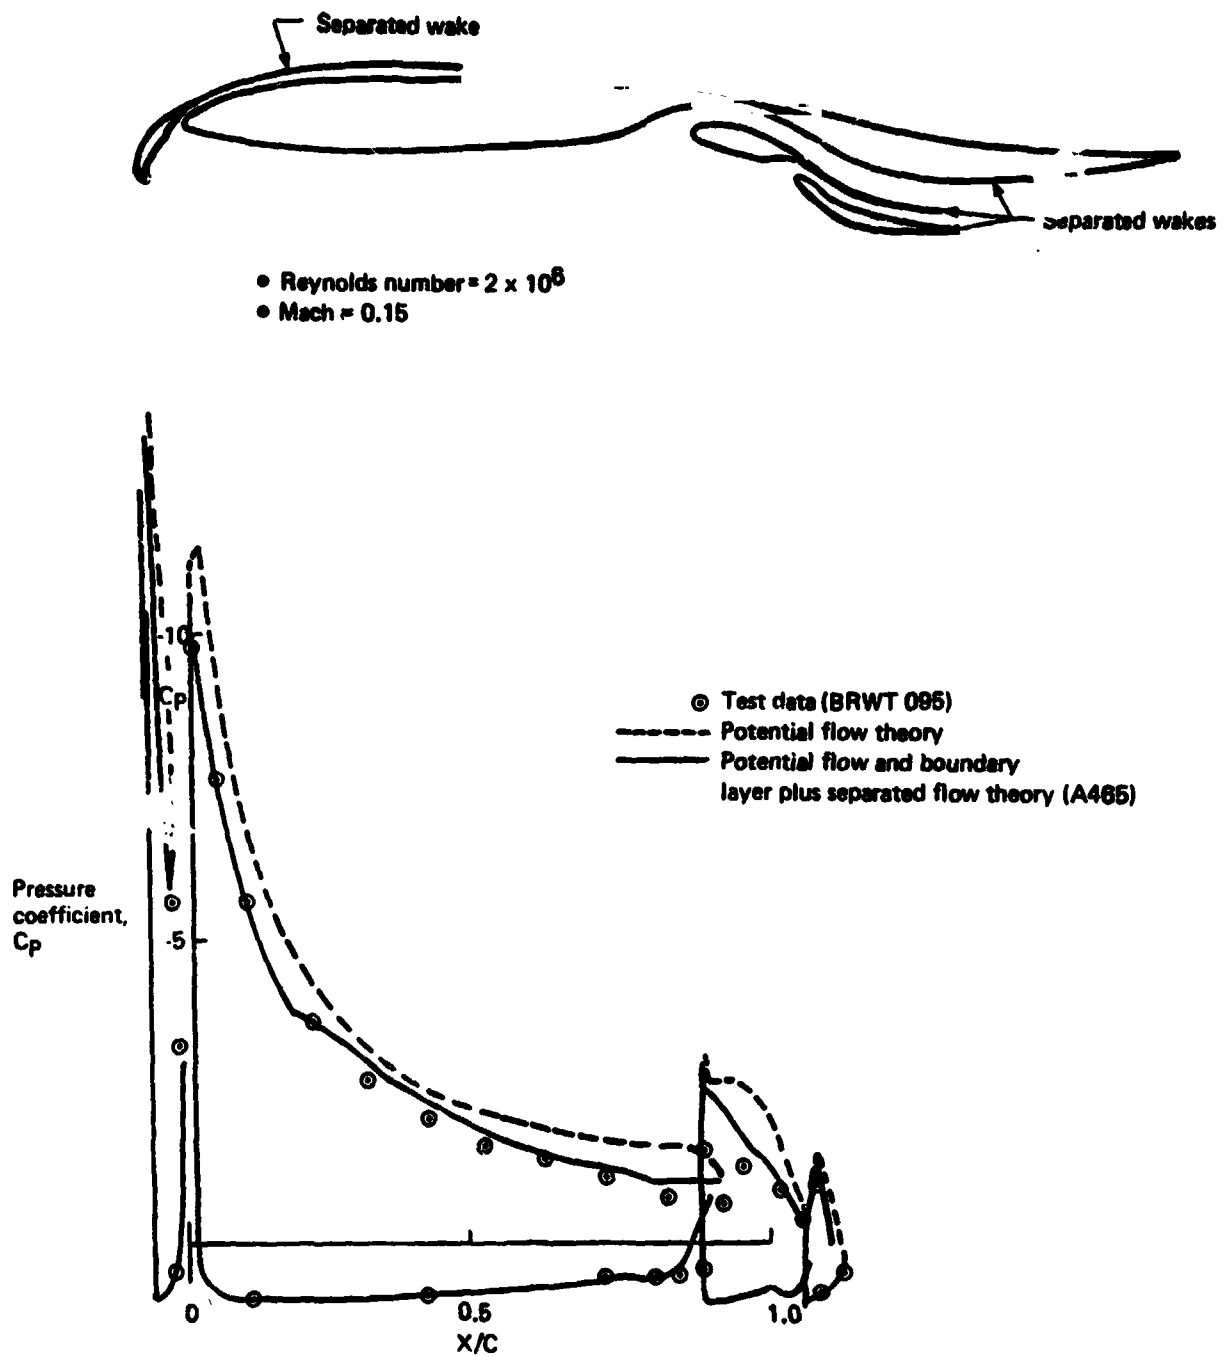 Separated wake
Separated wakes
• Reynolds number = 2 x 10⁶
• Mach = 0.15
-10
Cp
Test data (BRWT 095)
Potential flow theory
Potential flow and boundary
layer plus separated flow theory (A465)
Pressure
coefficient,
Cp
-5
0
0.5
1.0
X/C